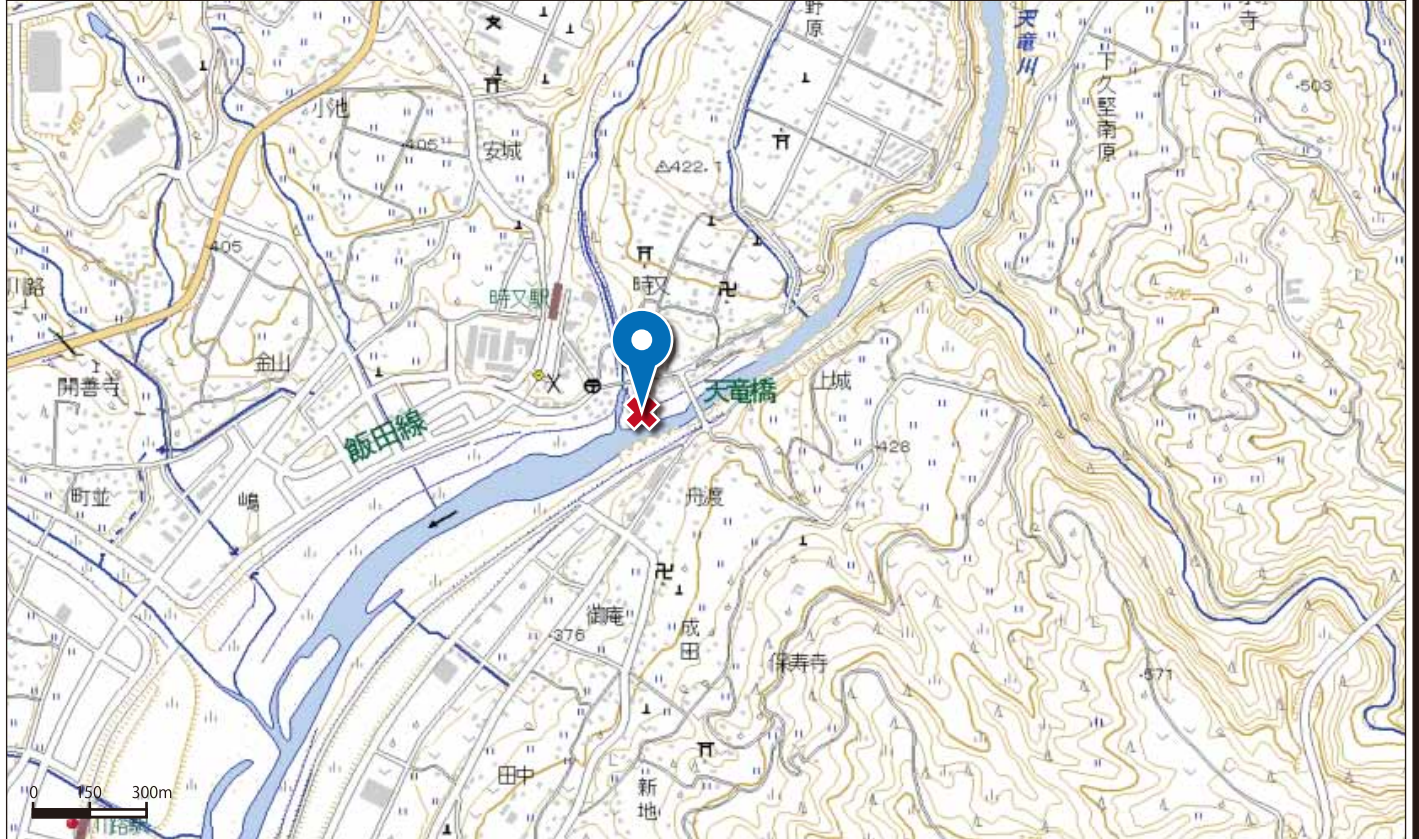 野原
天竜川
寺
下久堅南原
-503
小池
-405
安城
422.1
405
川路
時又駅
時又
500
金山
開善寺
天竜橋
上城
飯田線
-428
町並
嶋
舟渡
御庵
-376
成田
保寿寺
-571
田中
新地
0 150 300m
川路駅